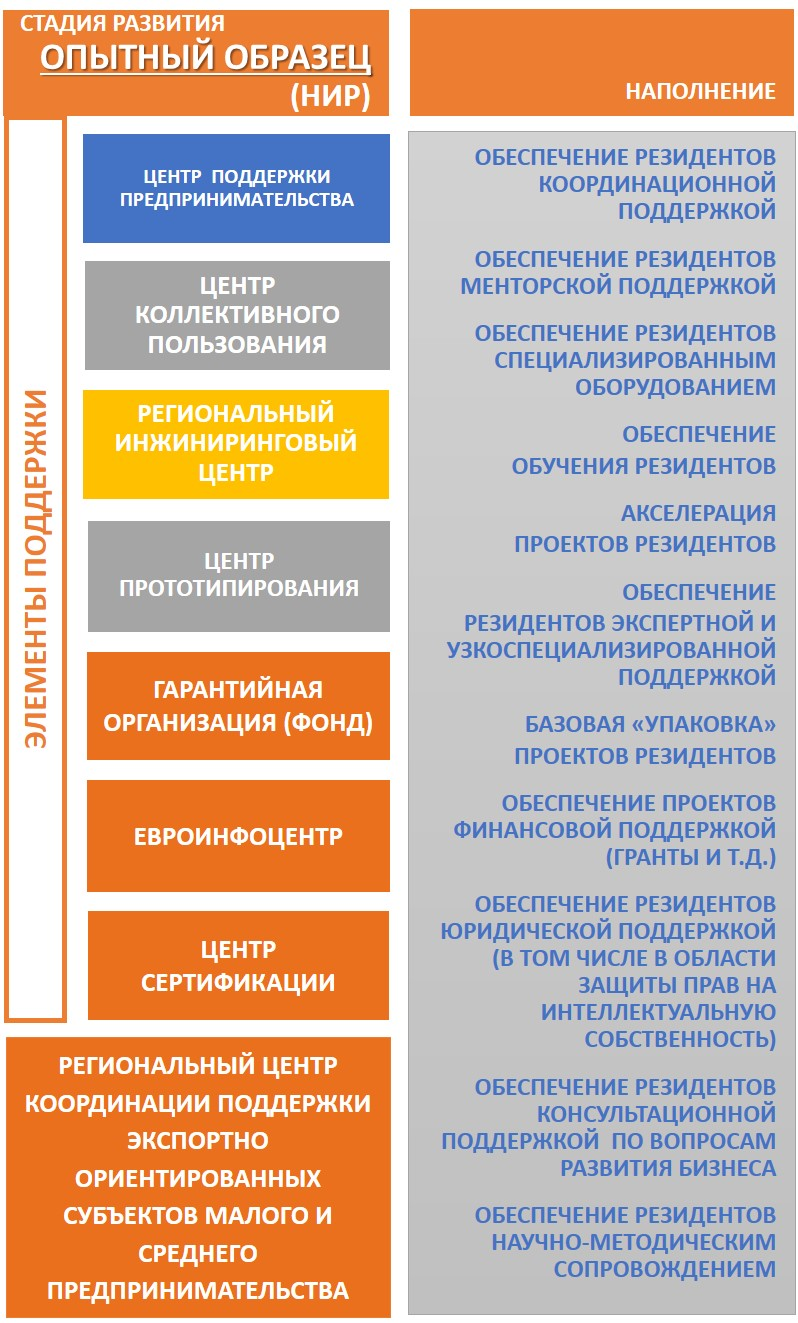 СТАДИЯ РАЗВИТИЯ
ОПЫТНЫЙ ОБРАЗЕЦ
(НИР)
НАПОЛНЕНИЕ
ЭЛЕМЕНТЫ ПОДДЕРЖКИ
ЦЕНТР ПОДДЕРЖКИ
ПРЕДПРИНИМАТЕЛЬСТВА
ЦЕНТР
КОЛЛЕКТИВНОГО
ПОЛЬЗОВАНИЯ
РЕГИОНАЛЬНЫЙ
ИНЖИНИРИНГОВЫЙ
ЦЕНТР
ЦЕНТР
ПРОТОТИПИРОВАНИЯ
ГАРАНТИЙНАЯ
ОРГАНИЗАЦИЯ (ФОНД)
ЕВРОИНФОЦЕНТР
ЦЕНТР
СЕРТИФИКАЦИИ
РЕГИОНАЛЬНЫЙ ЦЕНТР
КООРДИНАЦИИ ПОДДЕРЖКИ
ЭКСПОРТНО
ОРИЕНТИРОВАННЫХ
СУБЪЕКТОВ МАЛОГО И
СРЕДНЕГО
ПРЕДПРИНИМАТЕЛЬСТВА
ОБЕСПЕЧЕНИЕ РЕЗИДЕНТОВ
КООРДИНАЦИОННОЙ
ПОДДЕРЖКОЙ
ОБЕСПЕЧЕНИЕ РЕЗИДЕНТОВ
МЕНТОРСКОЙ ПОДДЕРЖКОЙ
ОБЕСПЕЧЕНИЕ РЕЗИДЕНТОВ
СПЕЦИАЛИЗИРОВАННЫМ
ОБОРУДОВАНИЕМ
ОБЕСПЕЧЕНИЕ
ОБУЧЕНИЯ РЕЗИДЕНТОВ
АКСЕЛЕРАЦИЯ
ПРОЕКТОВ РЕЗИДЕНТОВ
ОБЕСПЕЧЕНИЕ
РЕЗИДЕНТОВ ЭКСПЕРТНОЙ И
УЗКОСПЕЦИАЛИЗИРОВАННОЙ
ПОДДЕРЖКОЙ
БАЗОВАЯ «УПАКОВКА»
ПРОЕКТОВ РЕЗИДЕНТОВ
ОБЕСПЕЧЕНИЕ ПРОЕКТОВ
ФИНАНСОВОЙ ПОДДЕРЖКОЙ
(ГРАНТЫ И Т.Д.)
ОБЕСПЕЧЕНИЕ РЕЗИДЕНТОВ
ЮРИДИЧЕСКОЙ ПОДДЕРЖКОЙ
(В ТОМ ЧИСЛЕ В ОБЛАСТИ
ЗАЩИТЫ ПРАВ НА
ИНТЕЛЛЕКТУАЛЬНУЮ
СОБСТВЕННОСТЬ)
ОБЕСПЕЧЕНИЕ РЕЗИДЕНТОВ
КОНСУЛЬТАЦИОННОЙ
ПОДДЕРЖКОЙ ПО ВОПРОСАМ
РАЗВИТИЯ БИЗНЕСА
ОБЕСПЕЧЕНИЕ РЕЗИДЕНТОВ
НАУЧНО-МЕТОДИЧЕСКИМ
СОПРОВОЖДЕНИЕМ